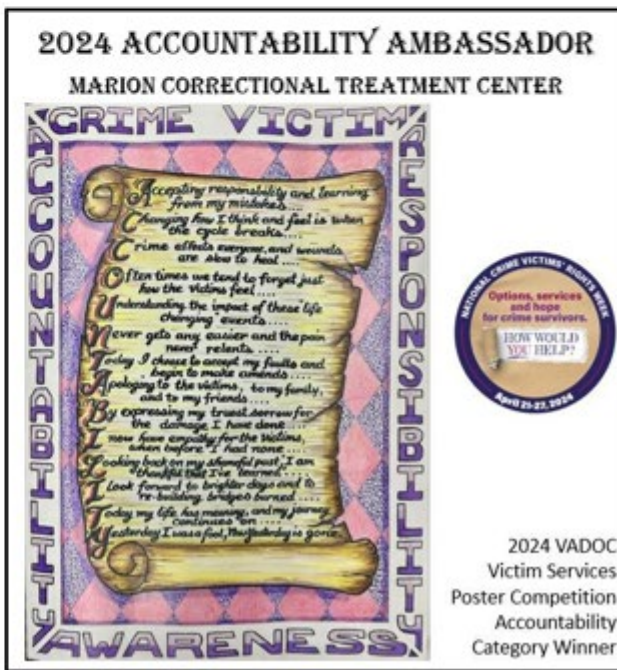 2024 ACCOUNTABILITY AMBASSADOR
MARION CORRECTIONAL TREATMENT CENTER
CRIME VICTIM
ACCOUNTABILITY
RESPONSIBILITY
AWARENESS
Accepting responsibility and learning
from my mistakes....
Changing how I think and feel is when
the cycle breaks....
Crime effects everyone, and wounds
are slow to heal....
Often times we tend to forget just
how the victims feel....
Understanding the impact of these "life
changing" events....
Never gets any easier and the pain
never relents....
Today I choose to accept my faults and
begin to make amends....
Apologing to the victims, to my family,
and to my friends....
By expressing my truest sorrow for
the damage I have done....
I now have empathy for the victims,
when before I had none....
Looking back on my shameful past, I am
thankful that I've learned....
I Look forward to brighter days and to
re-building bridges burned....
Today my life has meaning, and my journey
continues on....
Yesterday I was a fool, Yesterday is gone
NATIONAL CRIME VICTIMS' RIGHTS WEEK
Options, services
and hope
for crime survivors.
HOW WOULD
YOU HELP?
April 21-27, 2024
2024 VADOC
Victim Services
Poster Competition
Accountability
Category Winner